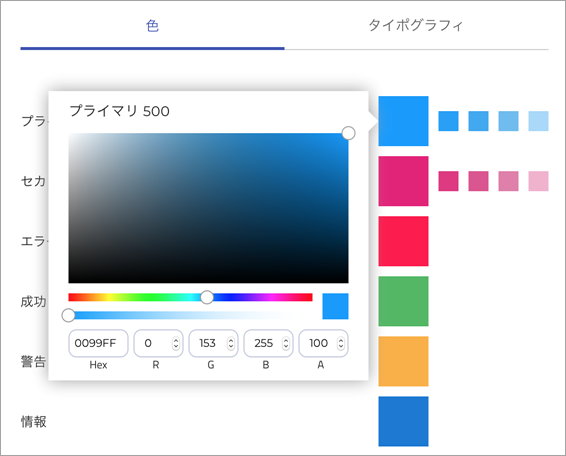 色
タイポグラフィ
プライマリ 500
プラ
セカ
エラ
成功
警告
情報
0099FF 0 153 255 100
Hex R G B A